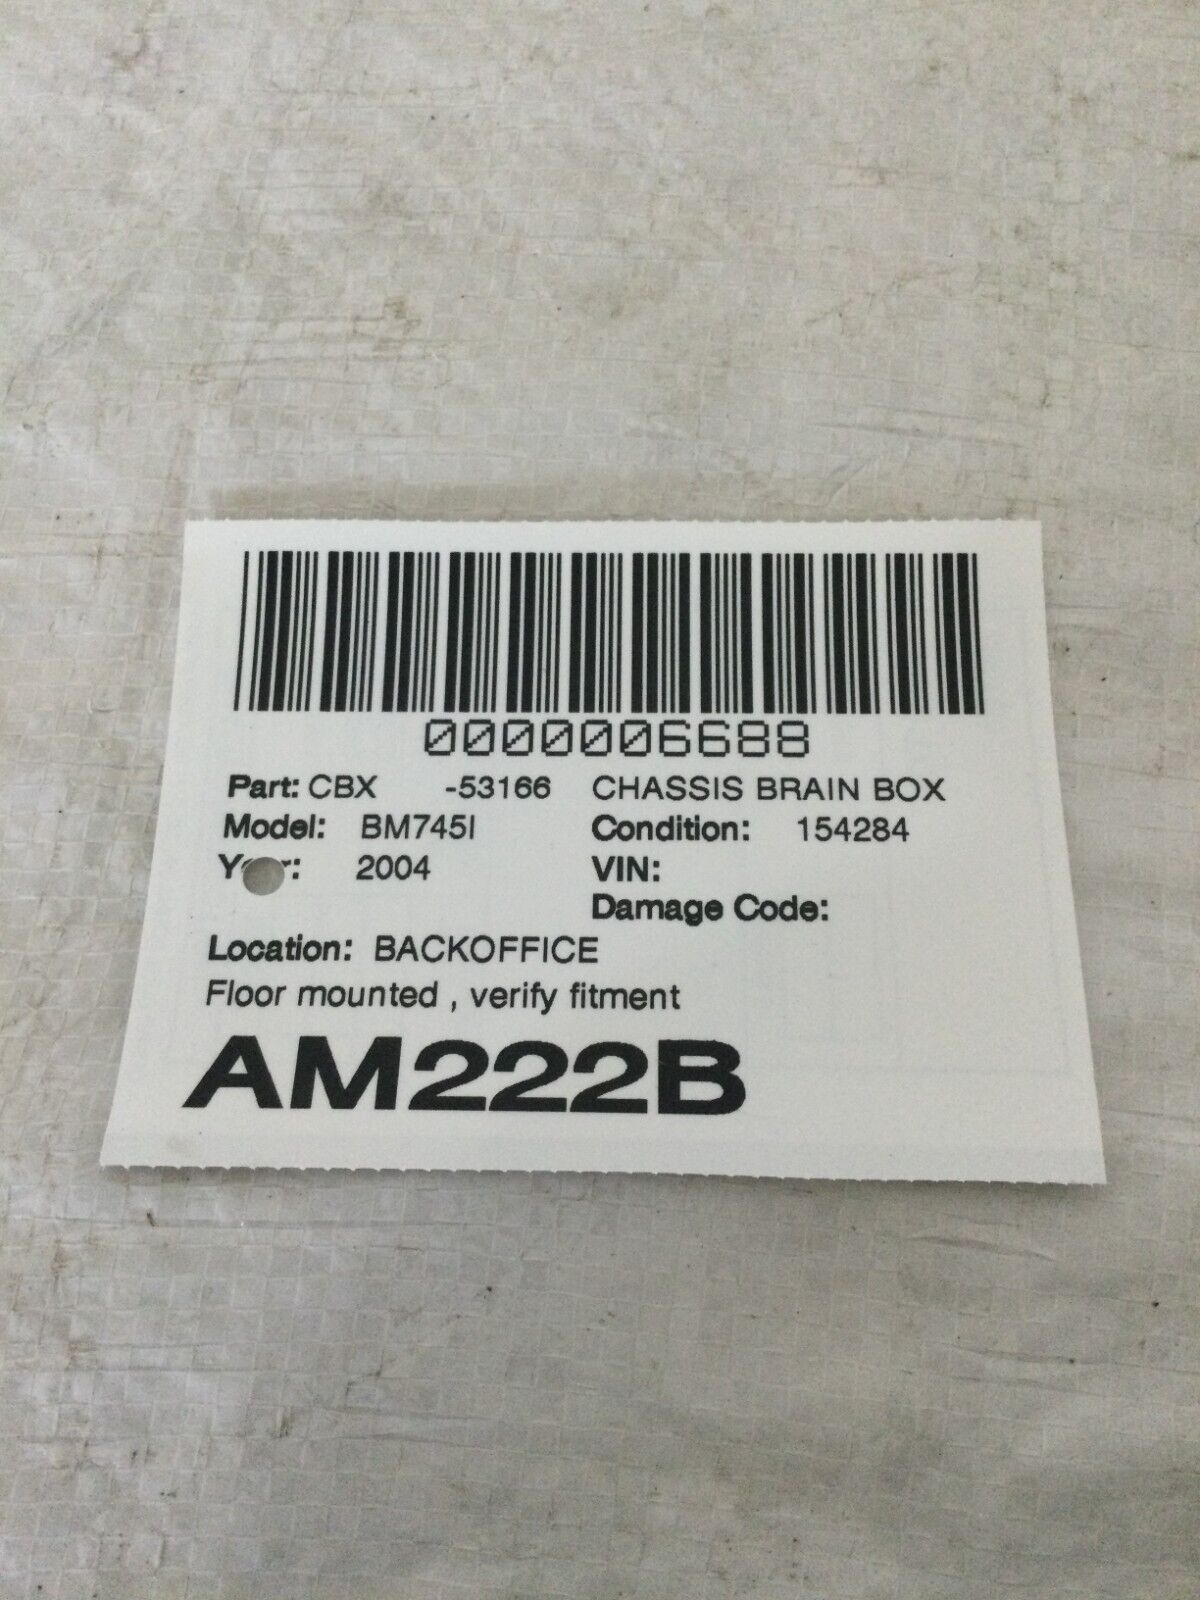 0000006688
Part: CBX -53166 CHASSIS BRAIN BOX
Model: BM745I Condition: 154284
Year: 2004 VIN:
Damage Code:
Location: BACKOFFICE
Floor mounted , verify fitment
AM222B